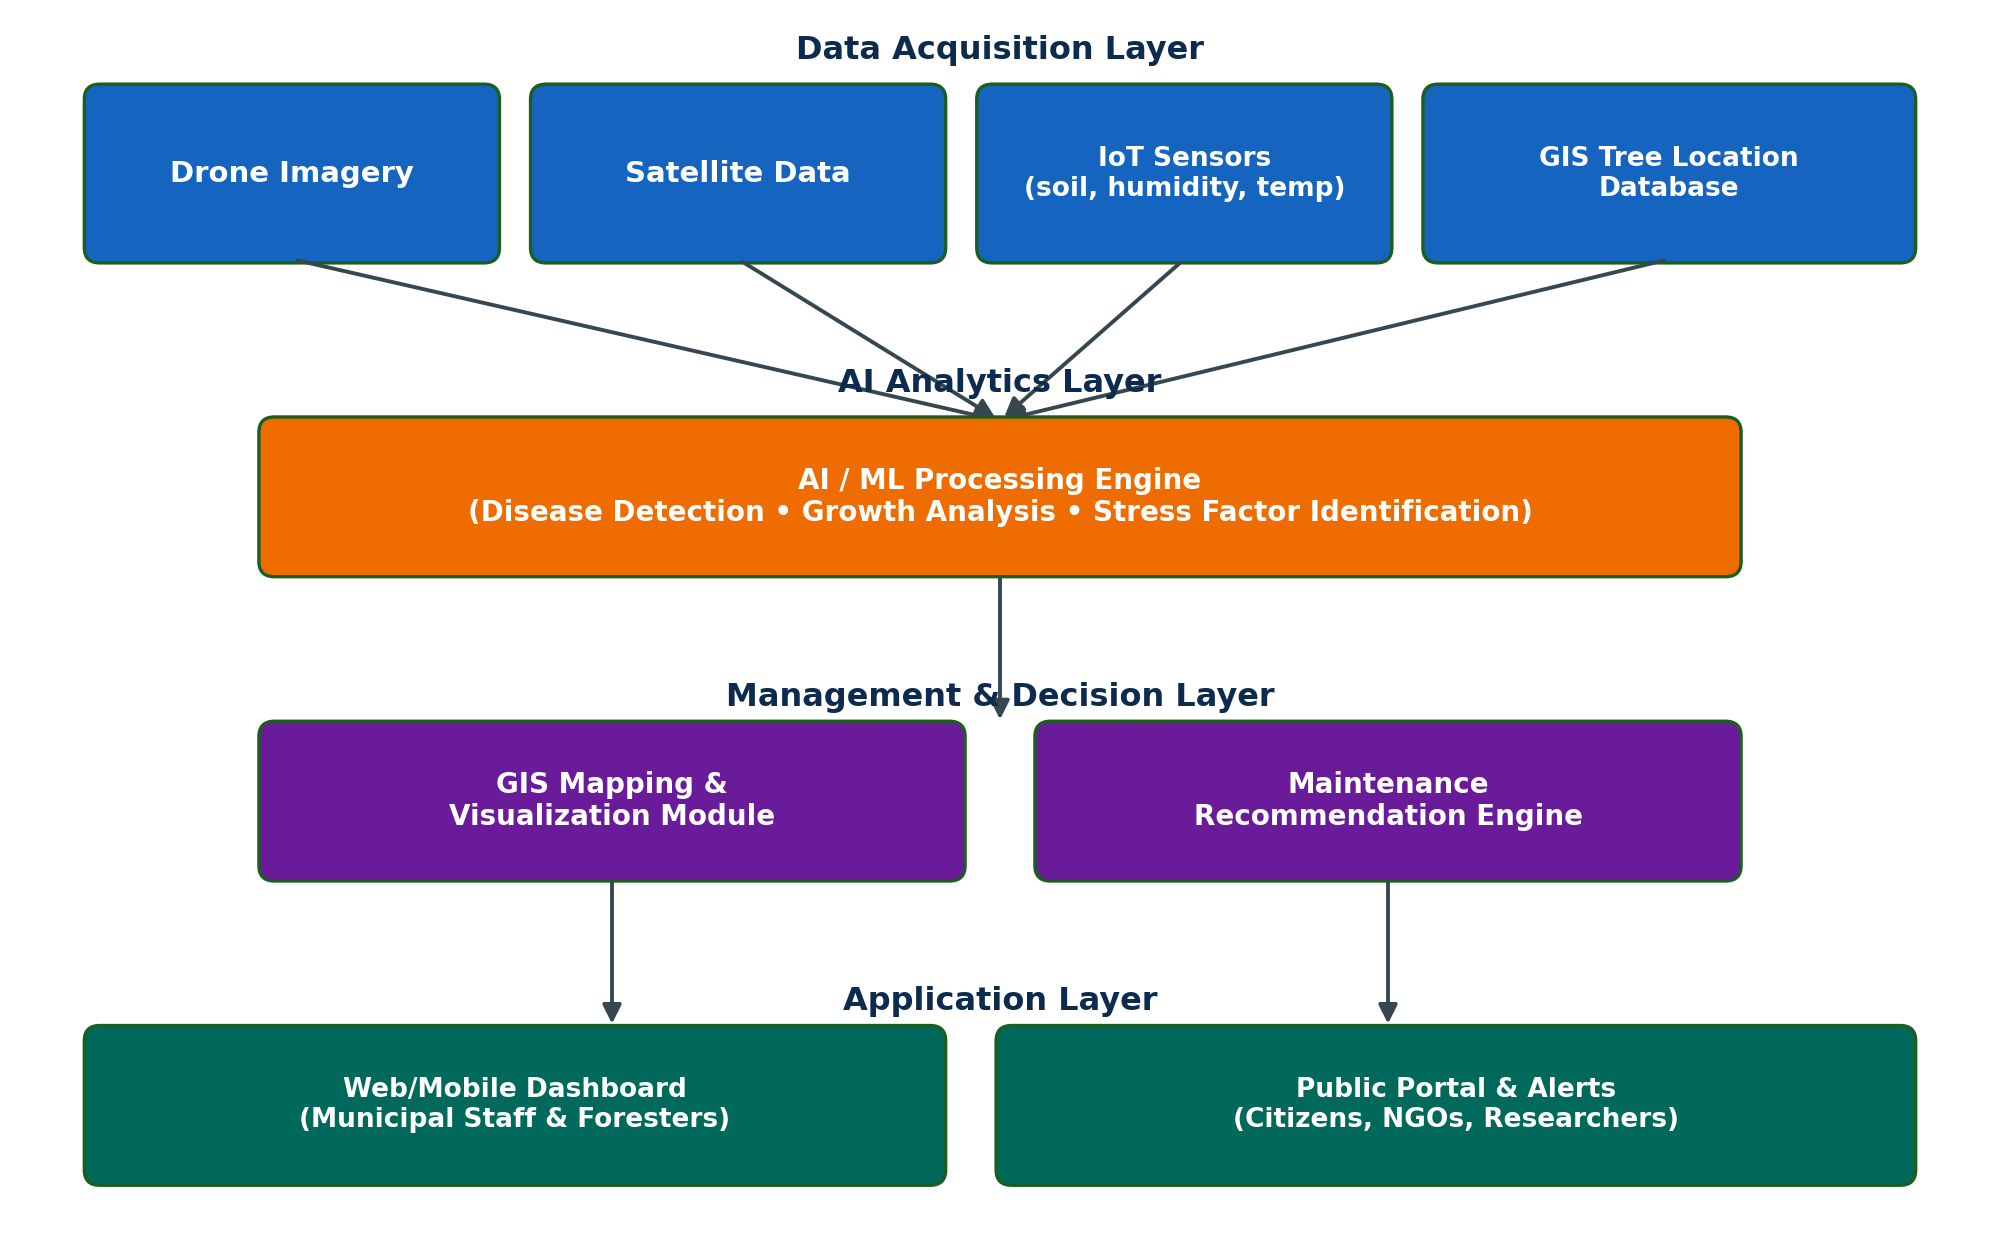 Data Acquisition Layer
Drone Imagery
Satellite Data
IoT Sensors
(soil, humidity, temp)
GIS Tree Location
Database
AI Analytics Layer
AI / ML Processing Engine
(Disease Detection • Growth Analysis • Stress Factor Identification)
Management & Decision Layer
GIS Mapping &
Visualization Module
Maintenance
Recommendation Engine
Application Layer
Web/Mobile Dashboard
(Municipal Staff & Foresters)
Public Portal & Alerts
(Citizens, NGOs, Researchers)